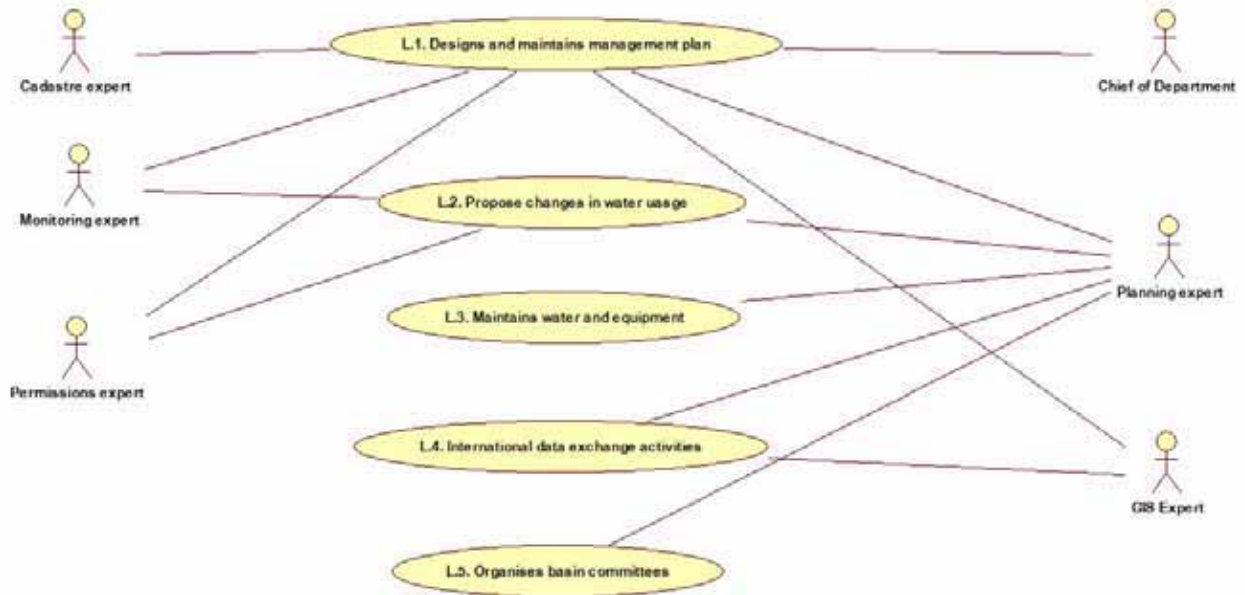 L.1. Designs and maintains management plan
Cadastre expert
Chief of Department
Monitoring expert
L.2. Propose changes in water uasge
Planning expert
L.3. Maintains water and equipment
Permissions expert
L.4. International data exchange activities
GIS Expert
L.5. Organises basin committees